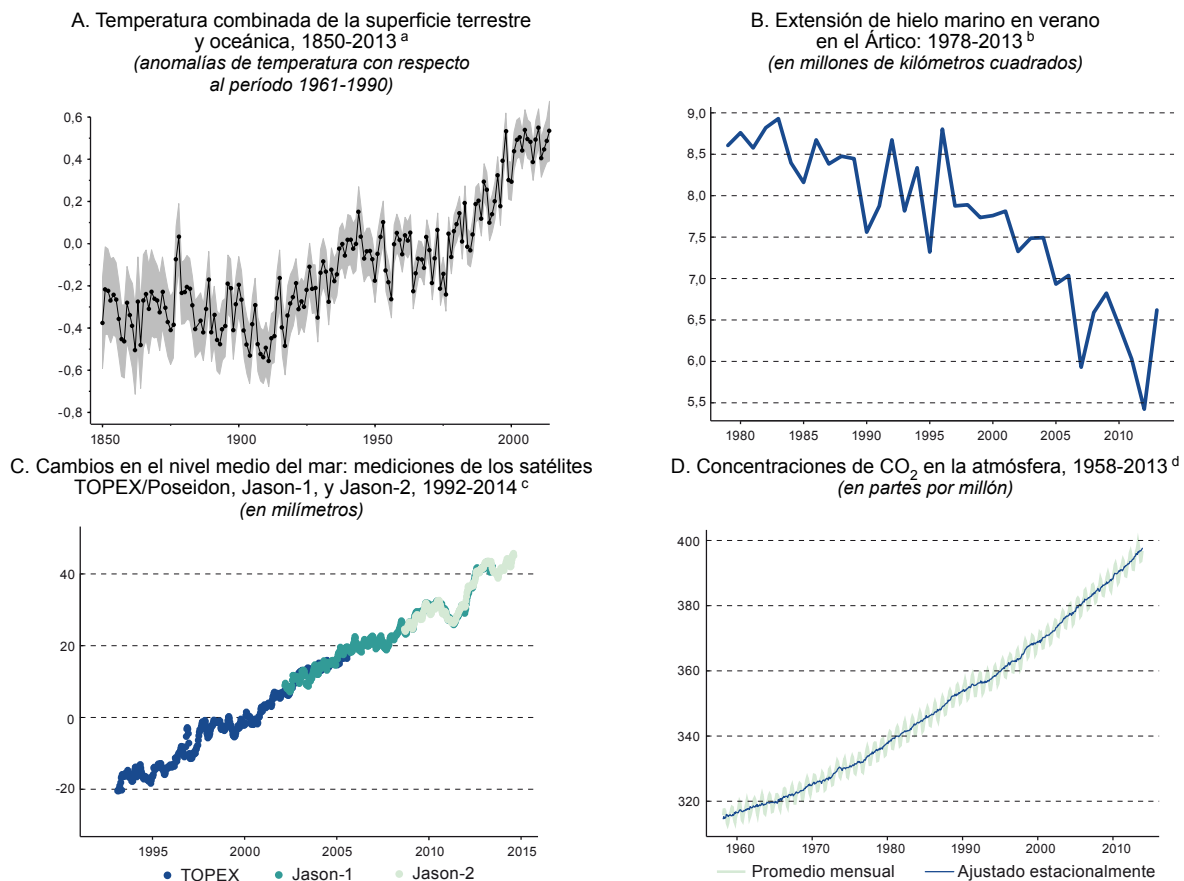 A. Temperatura combinada de la superficie terrestre
y oceánica, 1850-2013 a
(anomalías de temperatura con respecto
al período 1961-1990)
0,6
0,4
0,2
0,0
-0,2
-0,4
-0,6
-0,8
1850
1900
1950
2000
B. Extensión de hielo marino en verano
en el Ártico: 1978-2013 b
(en millones de kilómetros cuadrados)
9,0
8,5
8,0
7,5
7,0
6,5
6,0
5,5
1980
1985
1990
1995
2000
2005
2010
C. Cambios en el nivel medio del mar: mediciones de los satélites
TOPEX/Poseidon, Jason-1, y Jason-2, 1992-2014 c
(en milímetros)
40
20
0
-20
1995
2000
2005
2010
2015
TOPEX
Jason-1
Jason-2
D. Concentraciones de CO2 en la atmósfera, 1958-2013 d
(en partes por millón)
400
380
360
340
320
1960
1970
1980
1990
2000
2010
Promedio mensual
Ajustado estacionalmente